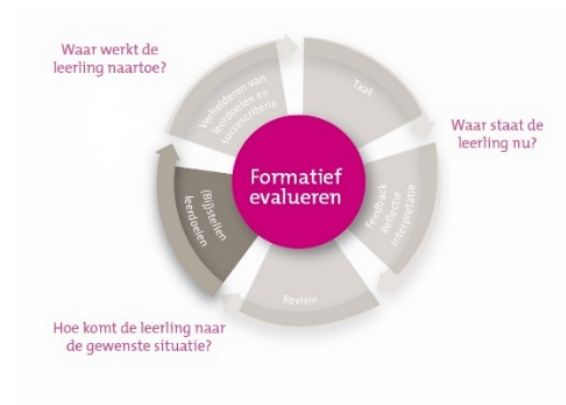 Waar werkt de
leerling naartoe?
Verhelderen van
leerdoelen en
succescriteria
Taak
Waar staat de
leerling nu?
Formatief
evalueren
Feedback
Reflectie
Interpretatie
(Bij)stellen
leerdoelen
Revisie
Hoe komt de leerling naar
de gewenste situatie?